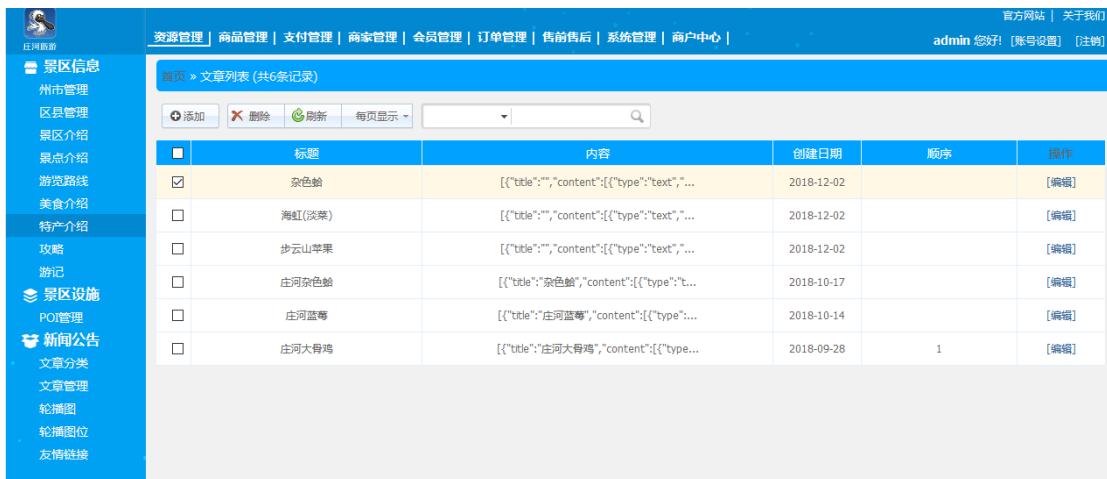 官方网站 | 关于我们
庄河旅游
资源管理 | 商品管理 | 支付管理 | 商家管理 | 会员管理 | 订单管理 | 售前售后 | 系统管理 | 商户中心 |
admin 您好! [账号设置] [注销]
景区信息
州市管理
区县管理
景区介绍
景点介绍
游览路线
美食介绍
特产介绍
攻略
游记
景区设施
POI管理
新闻公告
文章分类
文章管理
轮播图
轮播图位
友情链接
首页 » 文章列表 (共6条记录)
添加 删除 刷新 每页显示
标题 内容 创建日期 顺序 操作
杂色蛤 [{"title":"","content":[{"type":"text","... 2018-12-02 [编辑]
海虹(淡菜) [{"title":"","content":[{"type":"text","... 2018-12-02 [编辑]
步云山苹果 [{"title":"","content":[{"type":"text","... 2018-12-02 [编辑]
庄河杂色蛤 [{"title":"杂色蛤","content":[{"type":"t... 2018-10-17 [编辑]
庄河蓝莓 [{"title":"庄河蓝莓","content":[{"type":... 2018-10-14 [编辑]
庄河大骨鸡 [{"title":"庄河大骨鸡","content":[{"type... 2018-09-28 1 [编辑]